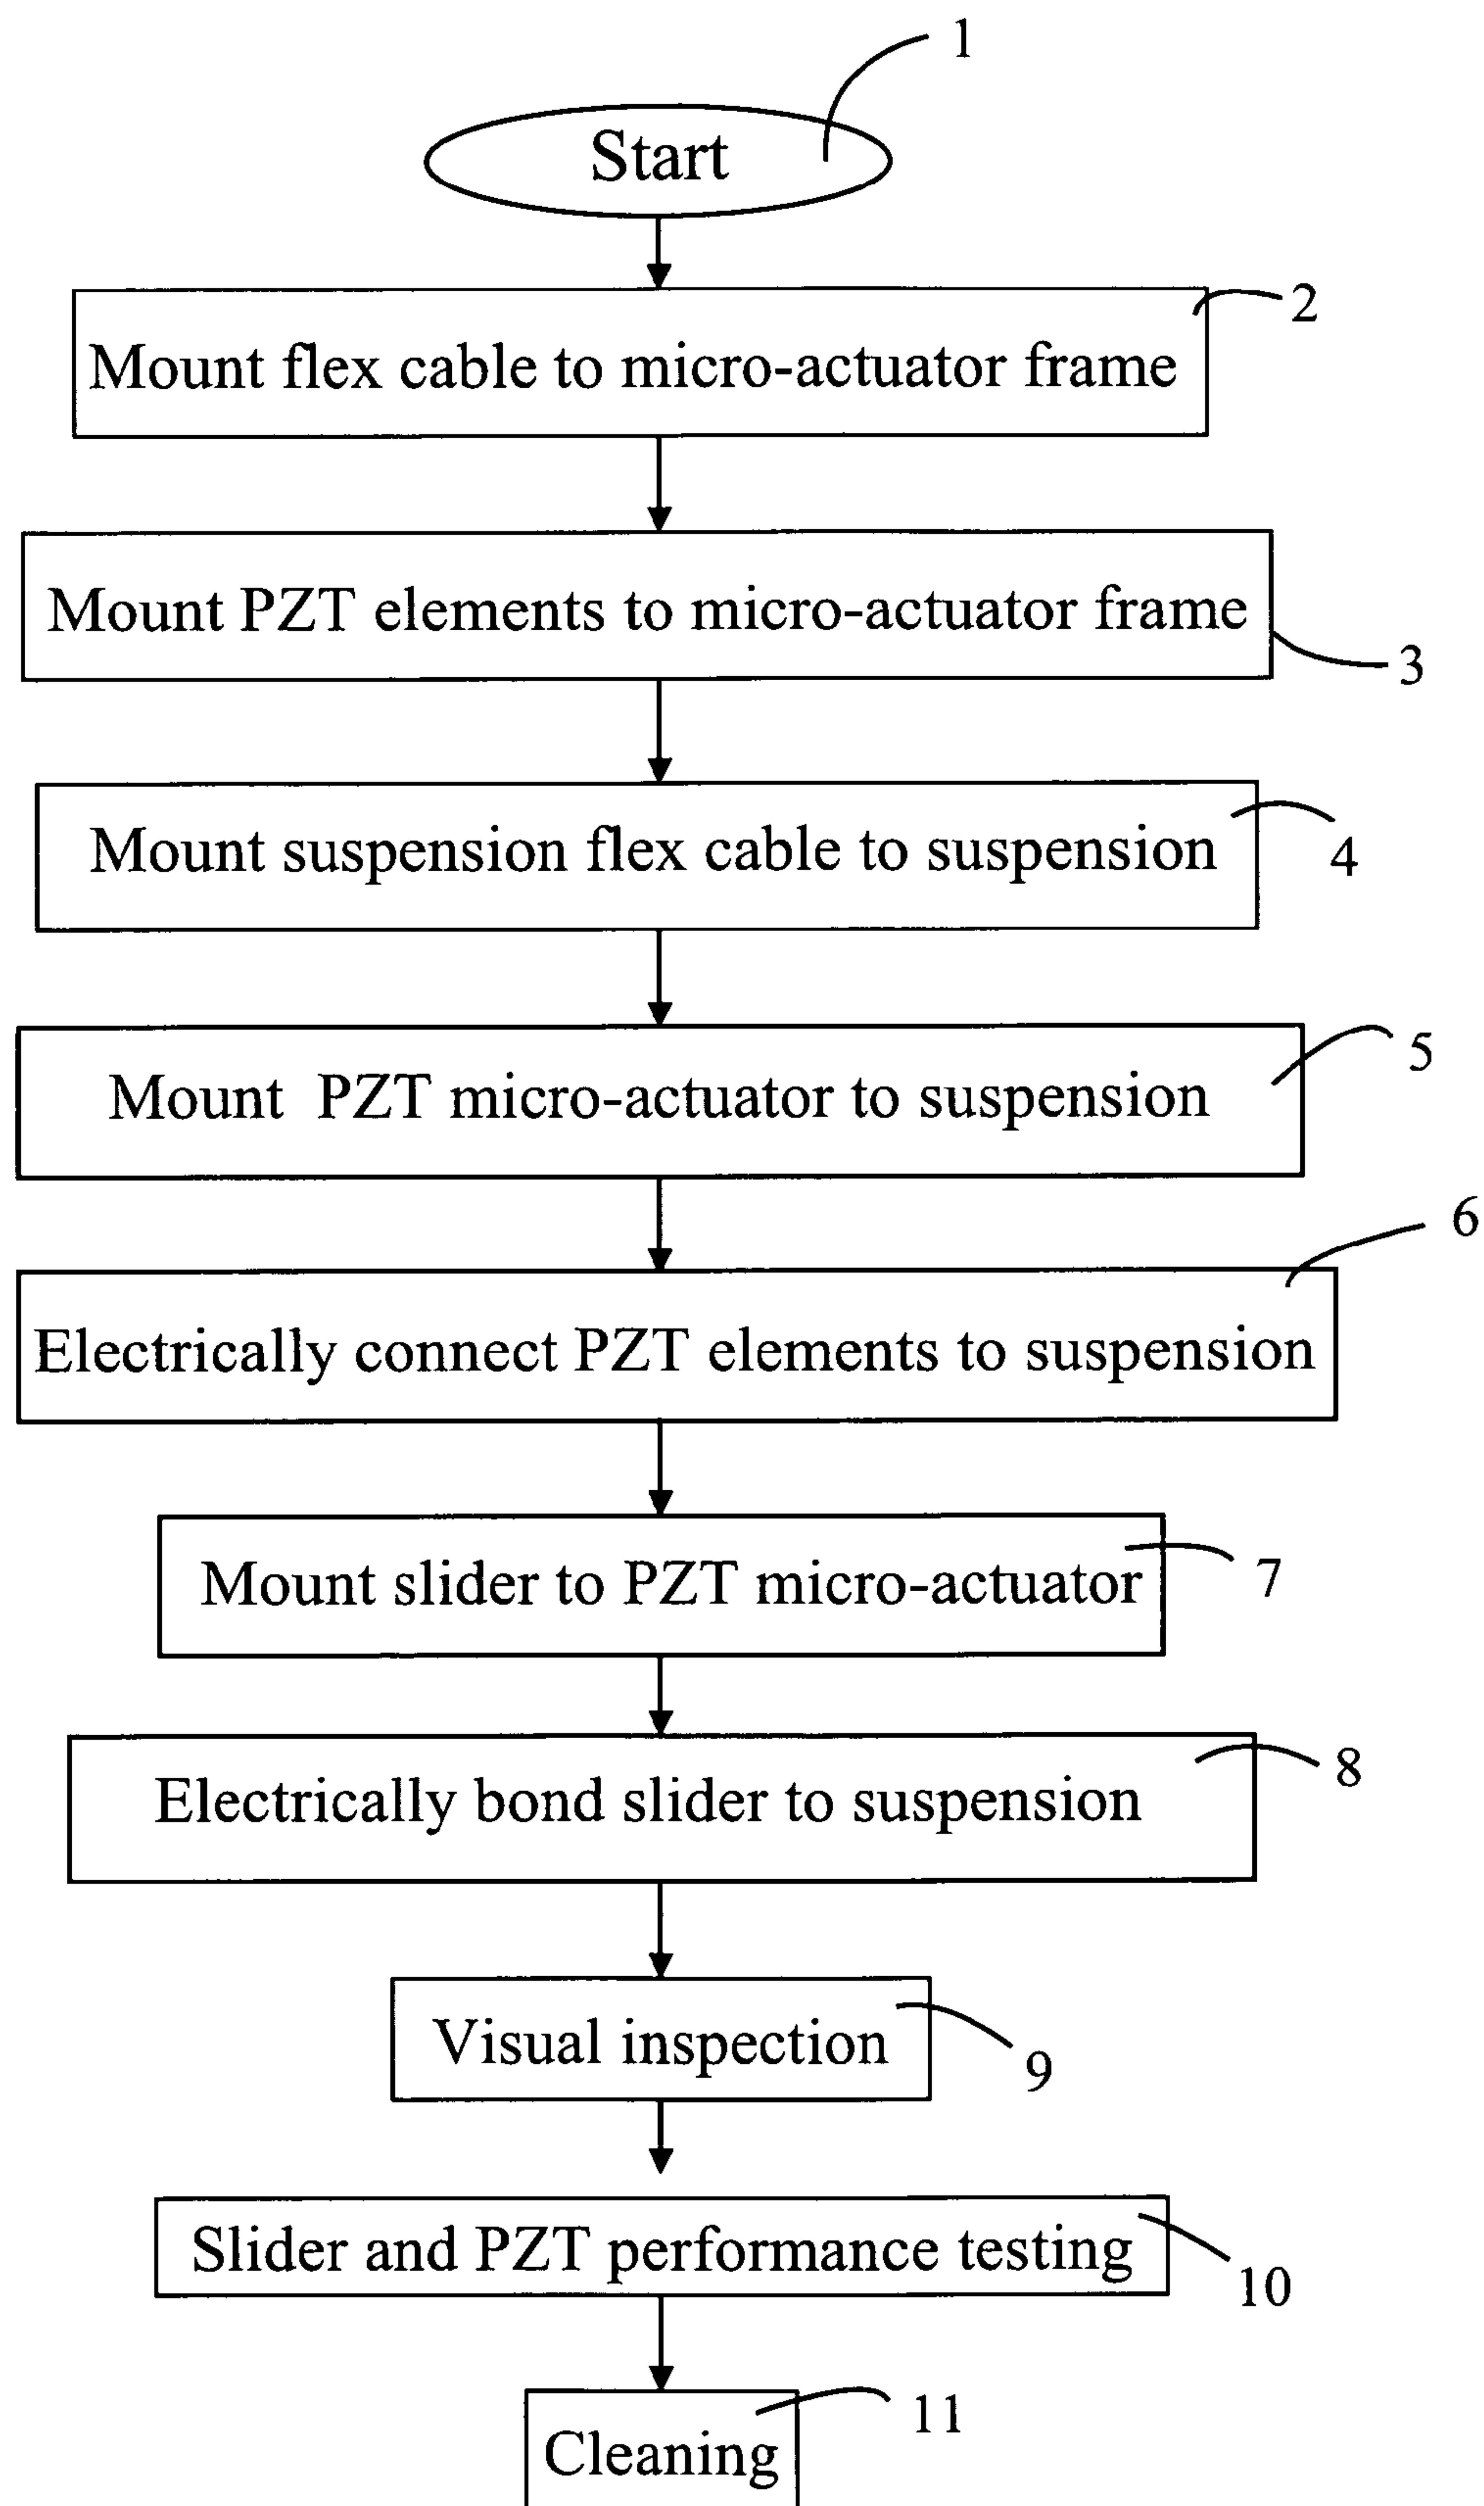 1
Start
2
Mount flex cable to micro-actuator frame
Mount PZT elements to micro-actuator frame
3
Mount suspension flex cable to suspension
4
5
Mount PZT micro-actuator to suspension
6
Electrically connect PZT elements to suspension
Mount slider to PZT micro-actuator
7
8
Electrically bond slider to suspension
Visual inspection
9
Slider and PZT performance testing
10
11
Cleaning